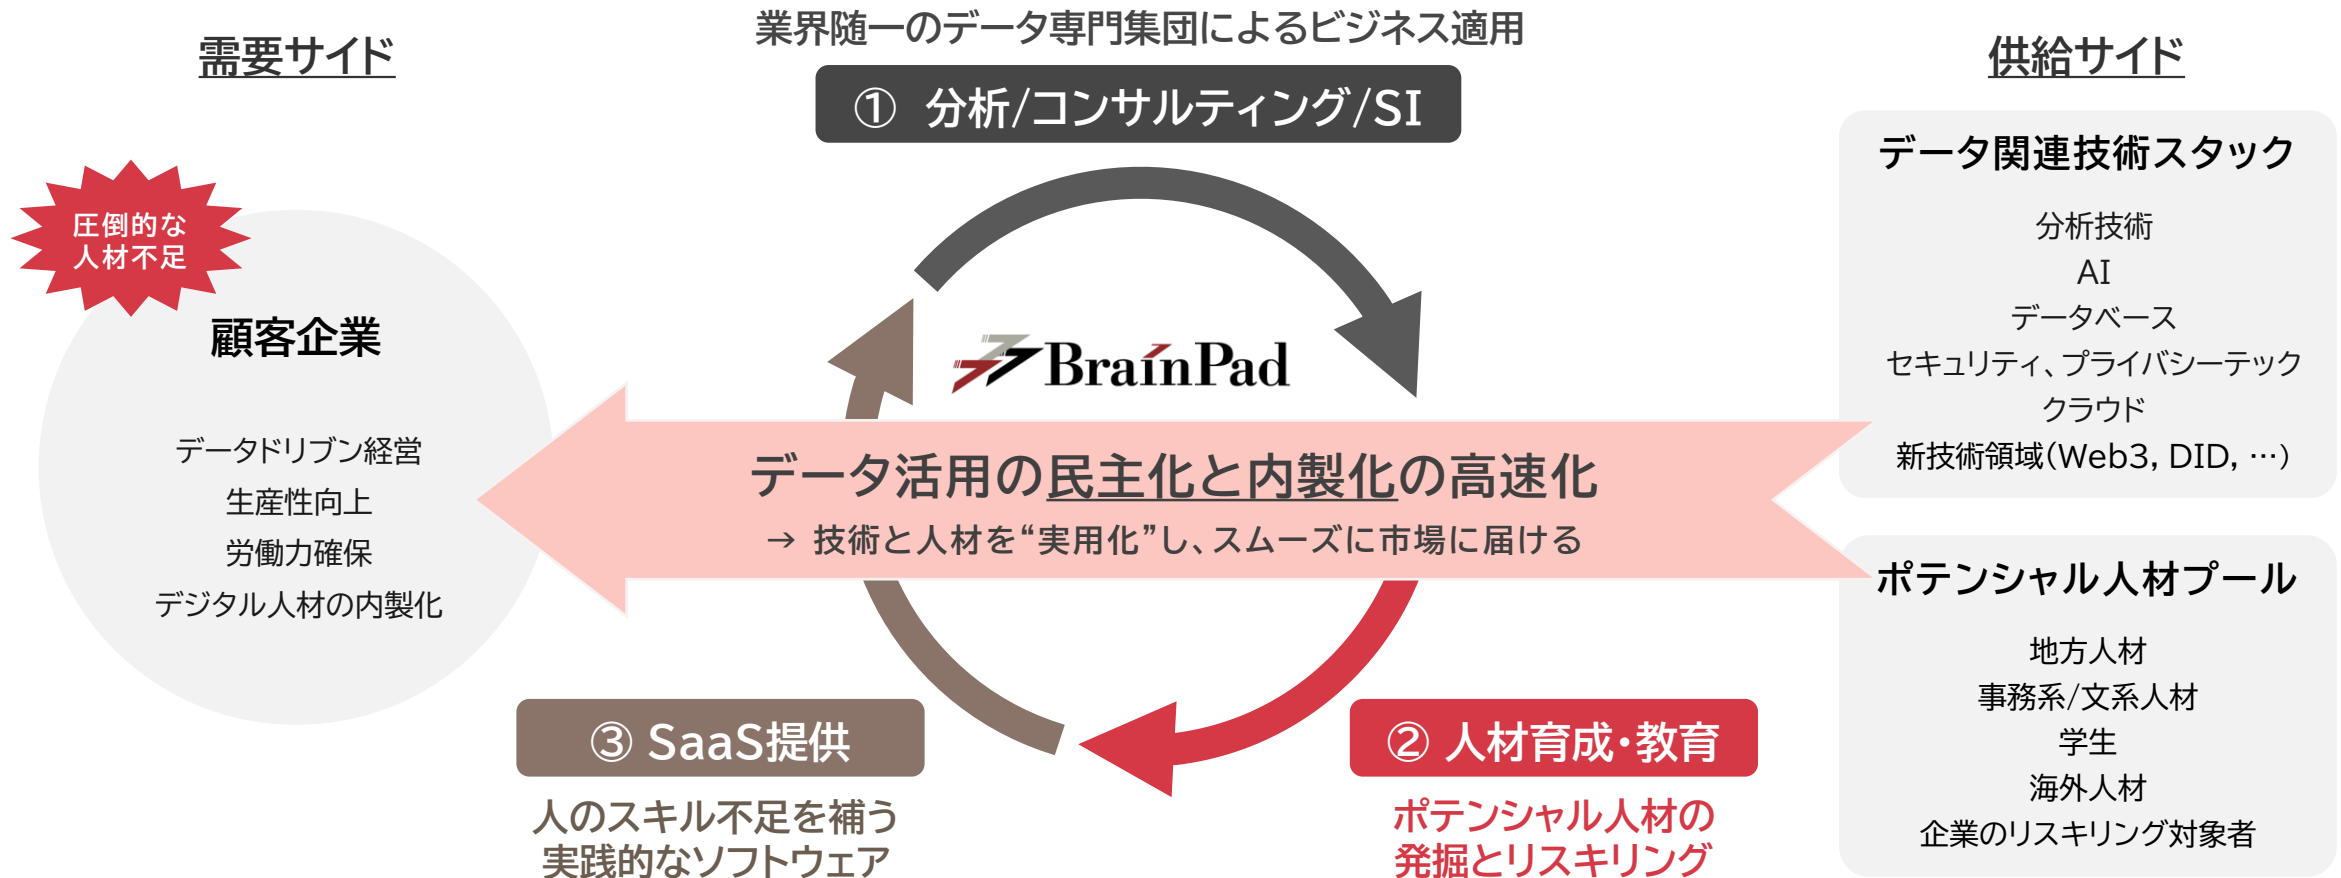 需要サイド
圧倒的な
人材不足
顧客企業
データドリブン経営
生産性向上
労働力確保
デジタル人材の内製化
業界随一のデータ専門集団によるビジネス適用
① 分析/コンサルティング/SI
BrainPad
データ活用の民主化と内製化の高速化
→ 技術と人材を“実用化”し、スムーズに市場に届ける
③ SaaS提供
人のスキル不足を補う
実践的なソフトウェア
② 人材育成・教育
ポテンシャル人材の
発掘とリスキリング
供給サイド
データ関連技術スタック
分析技術
AI
データベース
セキュリティ、プライバシーテック
クラウド
新技術領域(Web3, DID, …)
ポテンシャル人材プール
地方人材
事務系/文系人材
学生
海外人材
企業のリスキリング対象者